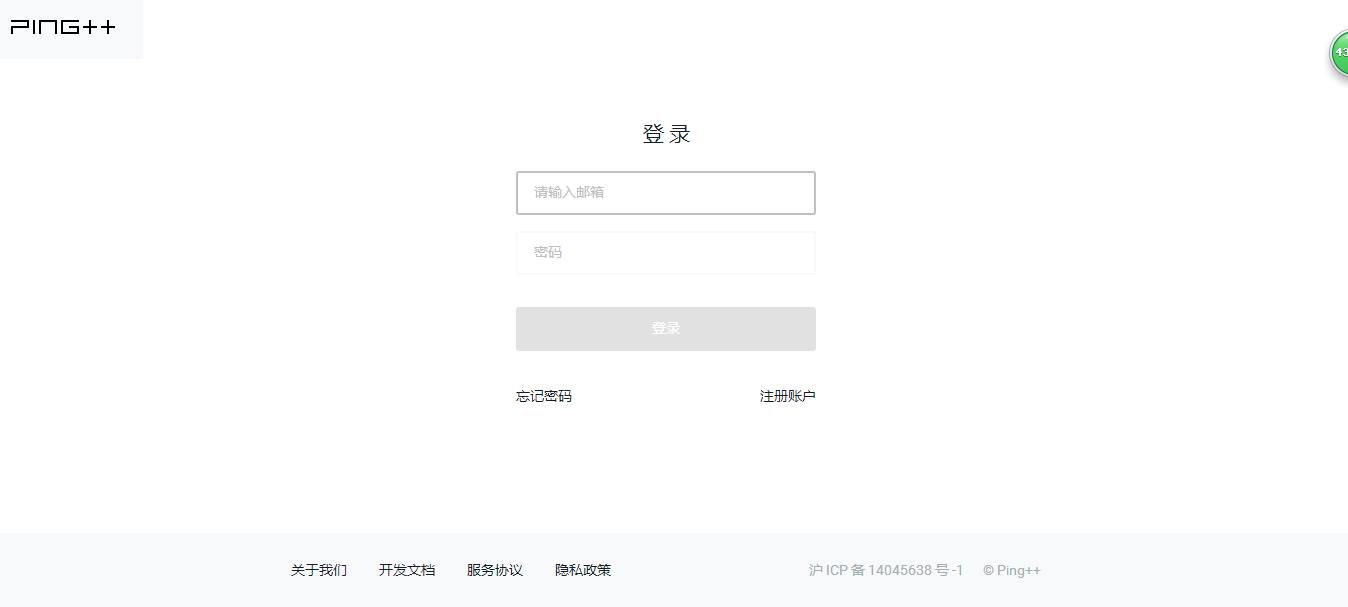 PING++
43
登录
请输入邮箱
密码
登录
忘记密码 注册账户
关于我们 开发文档 服务协议 隐私政策 沪 ICP 备 14045638 号 -1 © Ping++